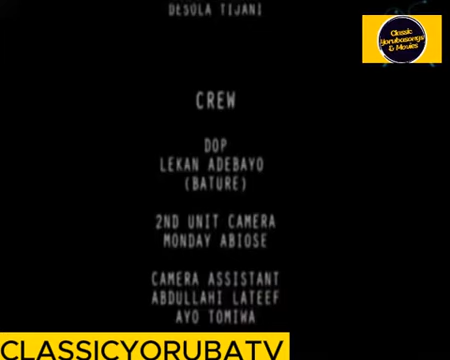 DESOLA TIJANI
Classic
Yorubasongs
& Movies
CREW
DOP
LEKAN ADEBAYO
(BATURE)
2ND UNIT CAMERA
MONDAY ABIOSE
CAMERA ASSISTANT
ABDULLAHI LATEEF
AYO TOMIWA
CLASSICYORUBATV